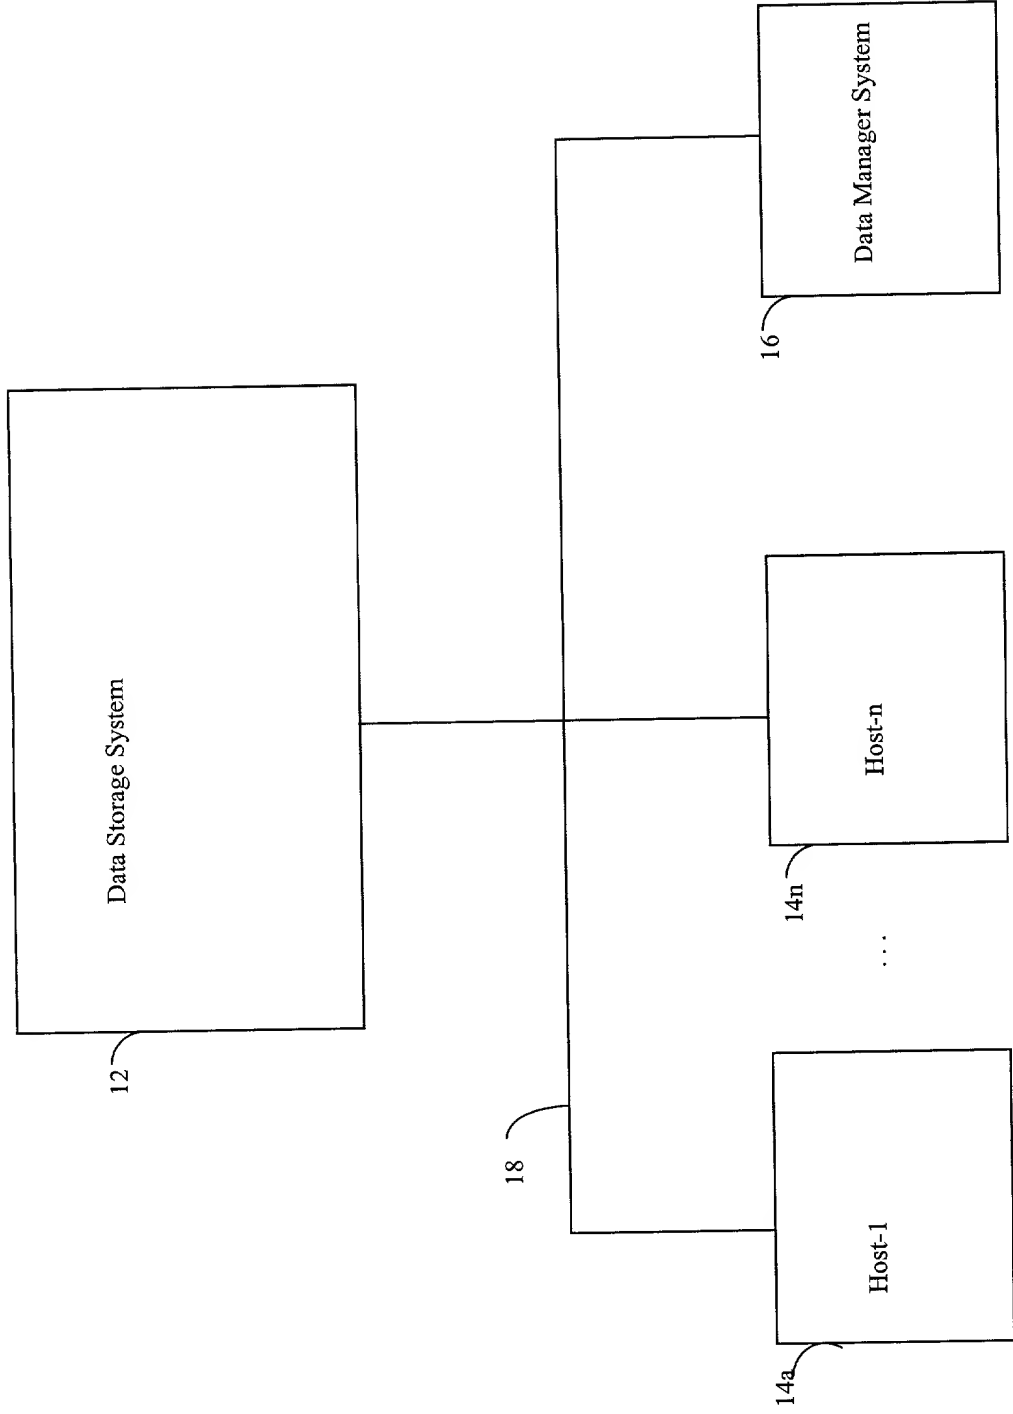 Data Storage System
12
18
Host-1
14a
...
Host-n
14n
Data Manager System
16